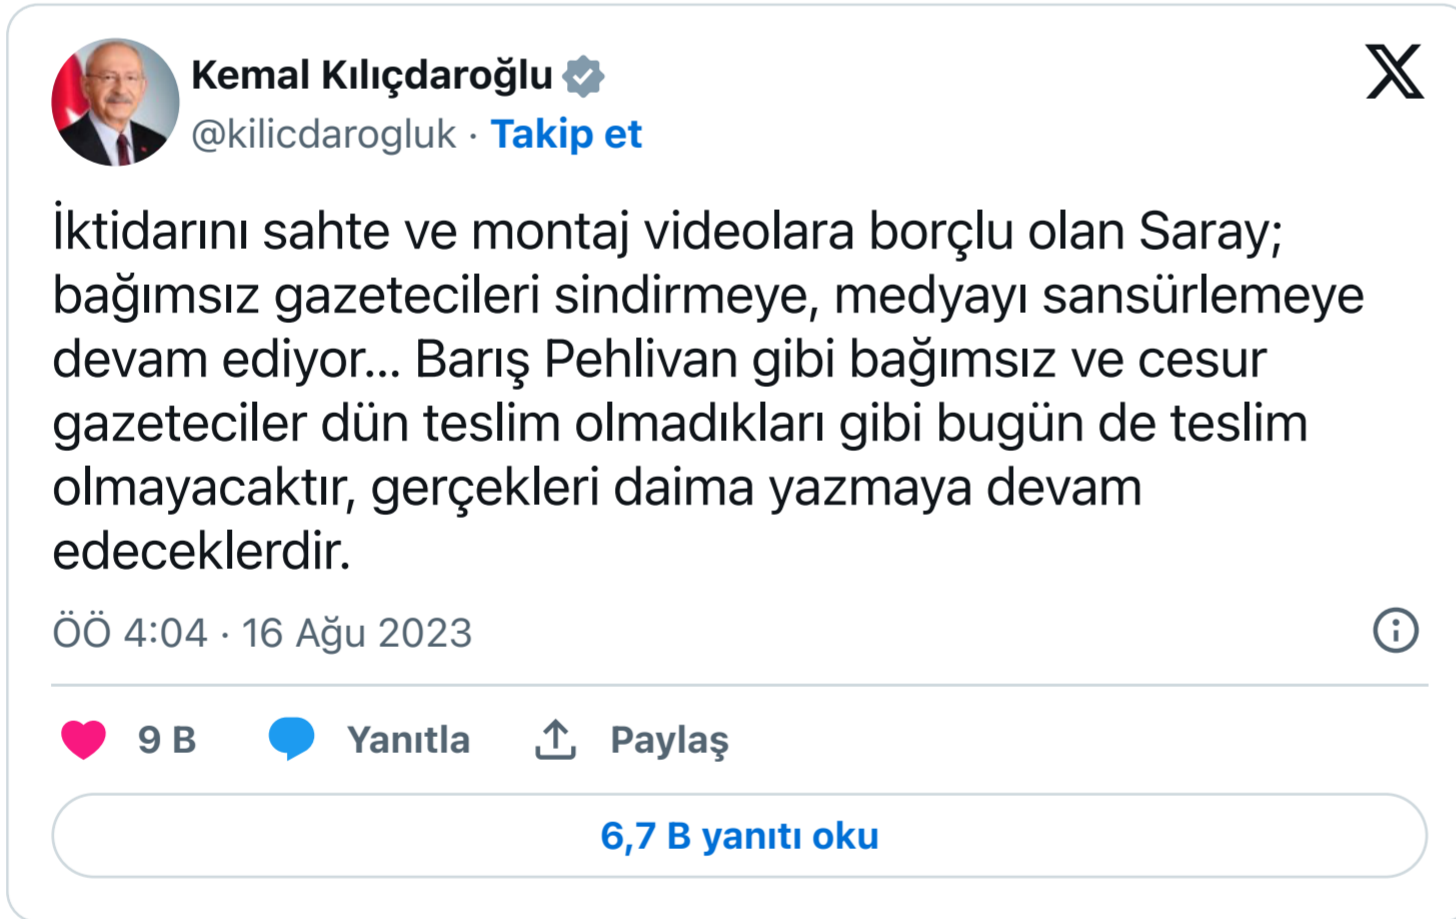 Kemal Kılıçdaroğlu
@kilicdarogluk · Takip et
İktidarını sahte ve montaj videolara borçlu olan Saray;
bağımsız gazetecileri sindirmeye, medyayı sansürlemeye
devam ediyor... Barış Pehlivan gibi bağımsız ve cesur
gazeteciler dün teslim olmadıkları gibi bugün de teslim
olmayacaktır, gerçekleri daima yazmaya devam
edeceklerdir.
ÖÖ 4:04 · 16 Ağu 2023
9 B Yanıtla Paylaş
6,7 B yanıtı oku